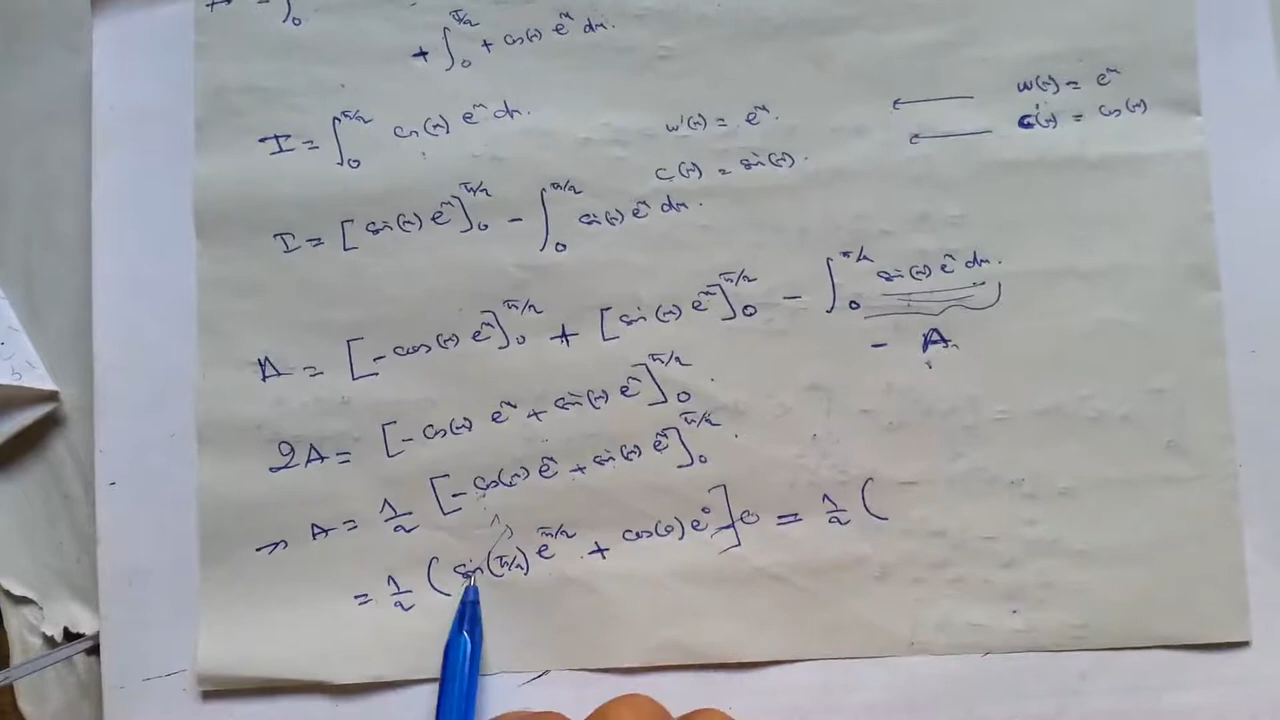 + ∫₀^{π/2} + cos(x) eˣ dx.
I = ∫₀^{π/2} cos(x) eˣ dx. w'(x) = eˣ. ← w(x) = eˣ
c(x) = sin(x). ← c'(x) = cos(x)
I = [sin(x) eˣ]₀^{π/2} - ∫₀^{π/2} sin(x) eˣ dx.
A = [-cos(x) eˣ]₀^{π/2} + [sin(x) eˣ]₀^{π/2} - ∫₀^{π/2} sin(x) eˣ dx.
- A
2A = [-cos(x) eˣ + sin(x) eˣ]₀^{π/2}.
→ A = 1/2 [-cos(x) eˣ + sin(x) eˣ]₀^{π/2}.
= 1/2 (sin(π/2) e^{π/2} + cos(0) e⁰] = 1/2 (